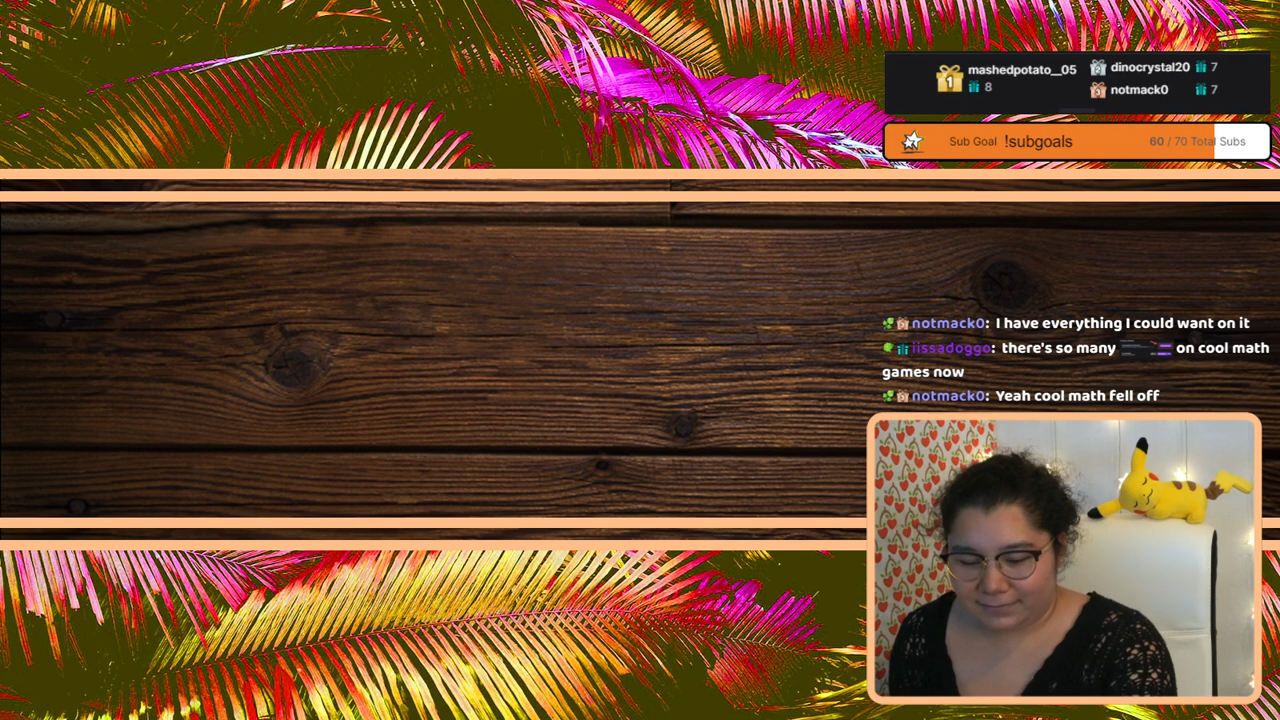 mashedpotato__05
8
dinocrystal20 7
notmack0 7
Sub Goal !subgoals 60 / 70 Total Subs
notmack0: I have everything I could want on it
iissadoggo: there's so many on cool math
games now
notmack0: Yeah cool math fell off